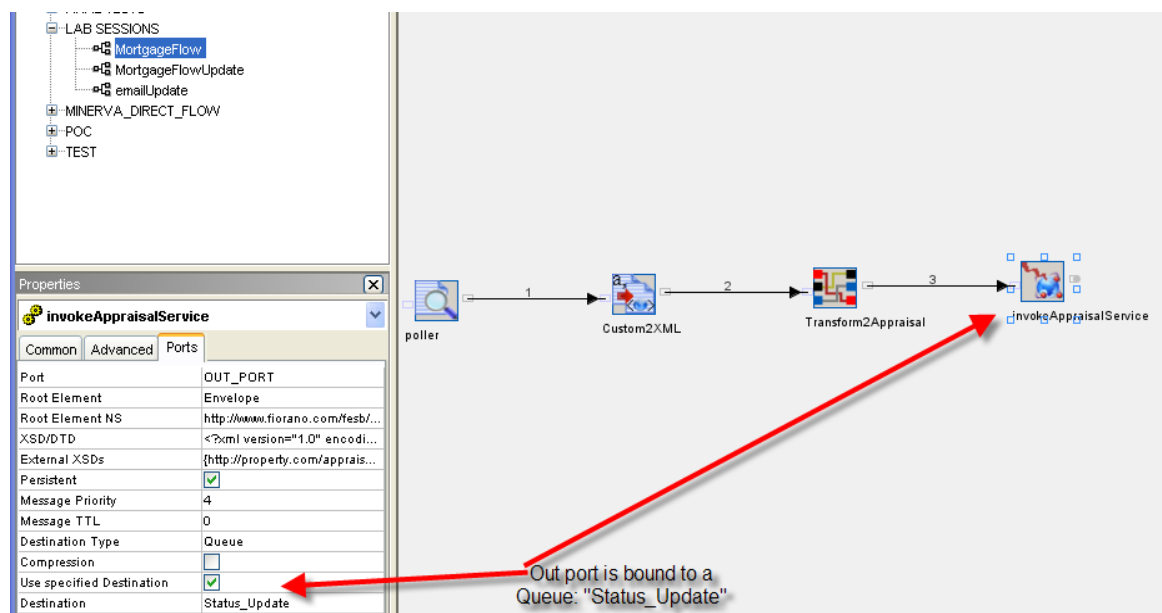 LAB SESSIONS
MortgageFlow
MortgageFlowUpdate
emailUpdate
MINERVA_DIRECT_FLOW
POC
TEST
Properties
invokeAppraisalService
Common Advanced Ports
Port OUT_PORT
Root Element Envelope
Root Element NS http://www.fiorano.com/fesb/...
XSD/DTD <?xml version="1.0" encodi...
External XSDs {http://property.com/apprais...
Persistent
Message Priority 4
Message TTL 0
Destination Type Queue
Compression
Use specified Destination
Destination Status_Update
poller
1
Custom2XML
2
Transform2Appraisal
3
invokeAppraisalService
a,
Out port is bound to a
Queue: "Status_Update"